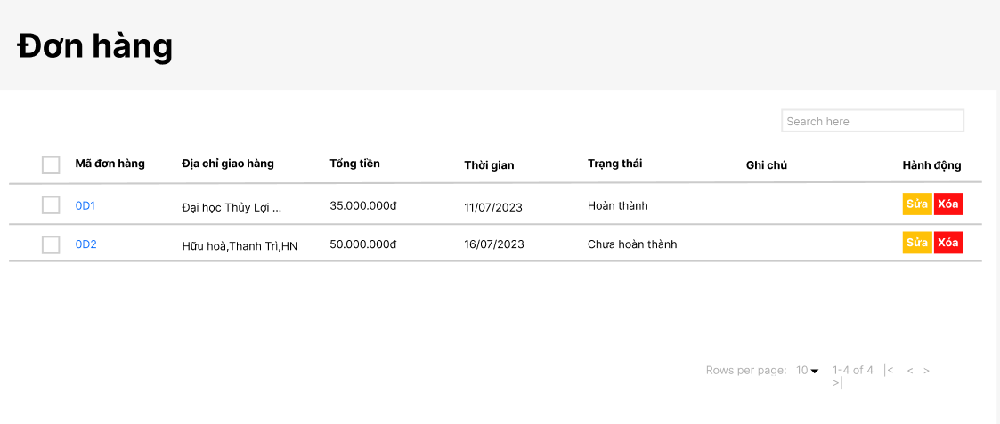 Đơn hàng
Search here
Mã đơn hàng Địa chỉ giao hàng Tổng tiền Thời gian Trạng thái Ghi chú Hành động
0D1 Đại học Thủy Lợi ... 35.000.000đ 11/07/2023 Hoàn thành Sửa Xóa
0D2 Hữu hoà,Thanh Trì,HN 50.000.000đ 16/07/2023 Chưa hoàn thành Sửa Xóa
Rows per page: 10 1-4 of 4 |< < >
>|